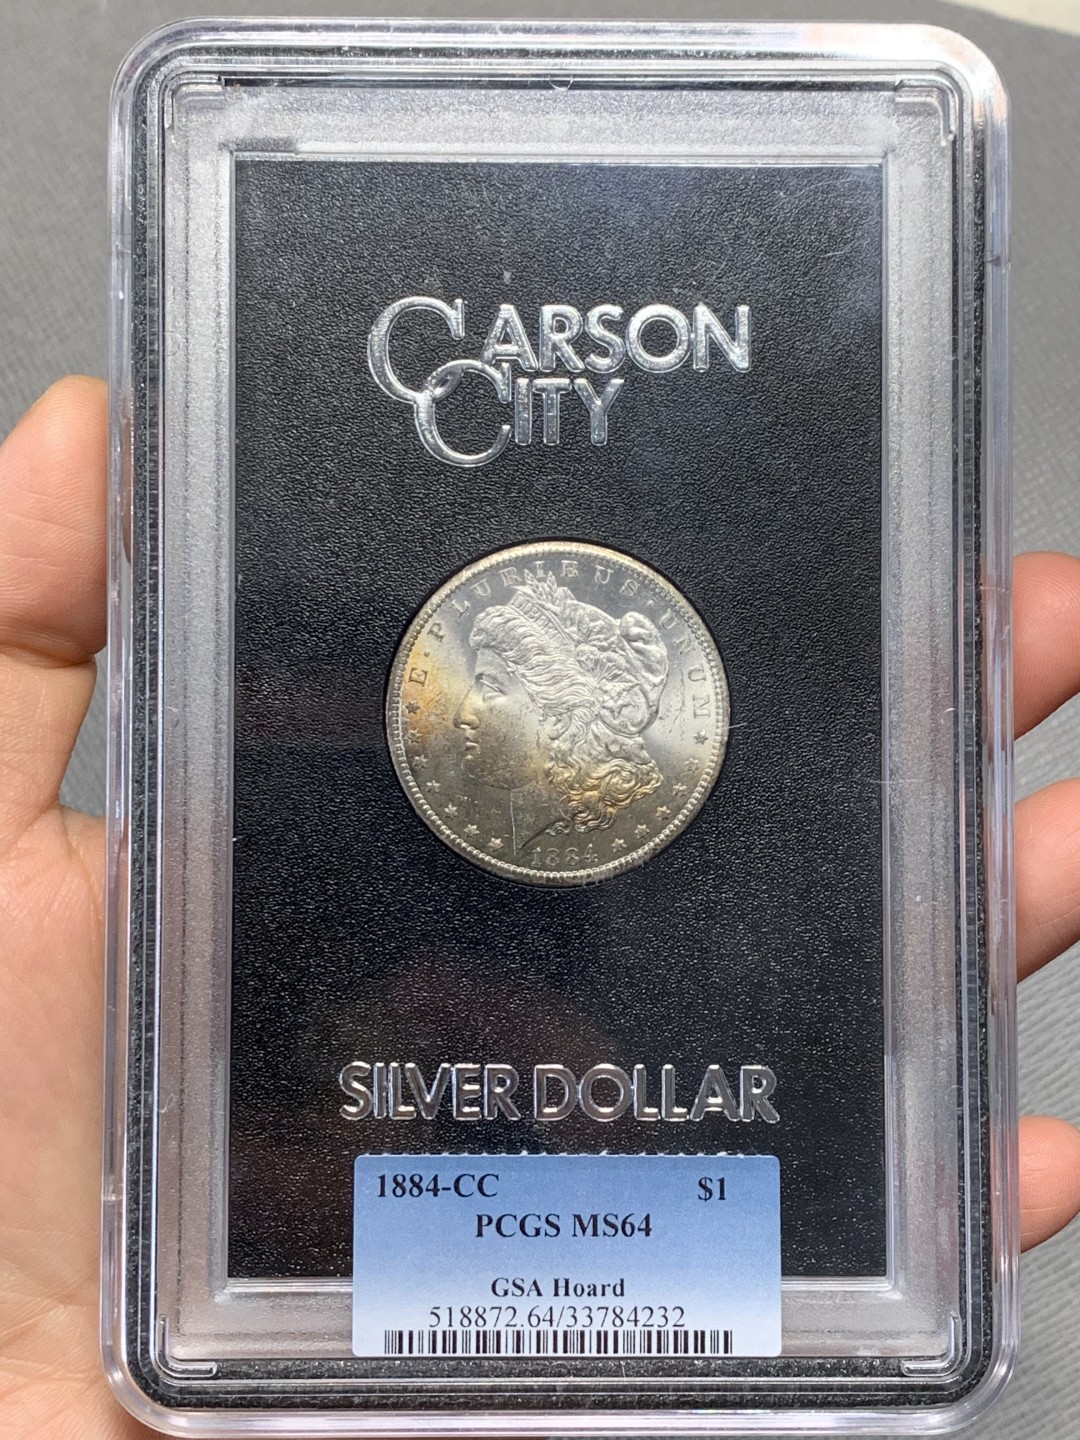 CARSON
CITY
E · PLURIBUS · UNUM
1884
SILVER DOLLAR
1884-CC $1
PCGS MS64
GSA Hoard
518872.64/33784232